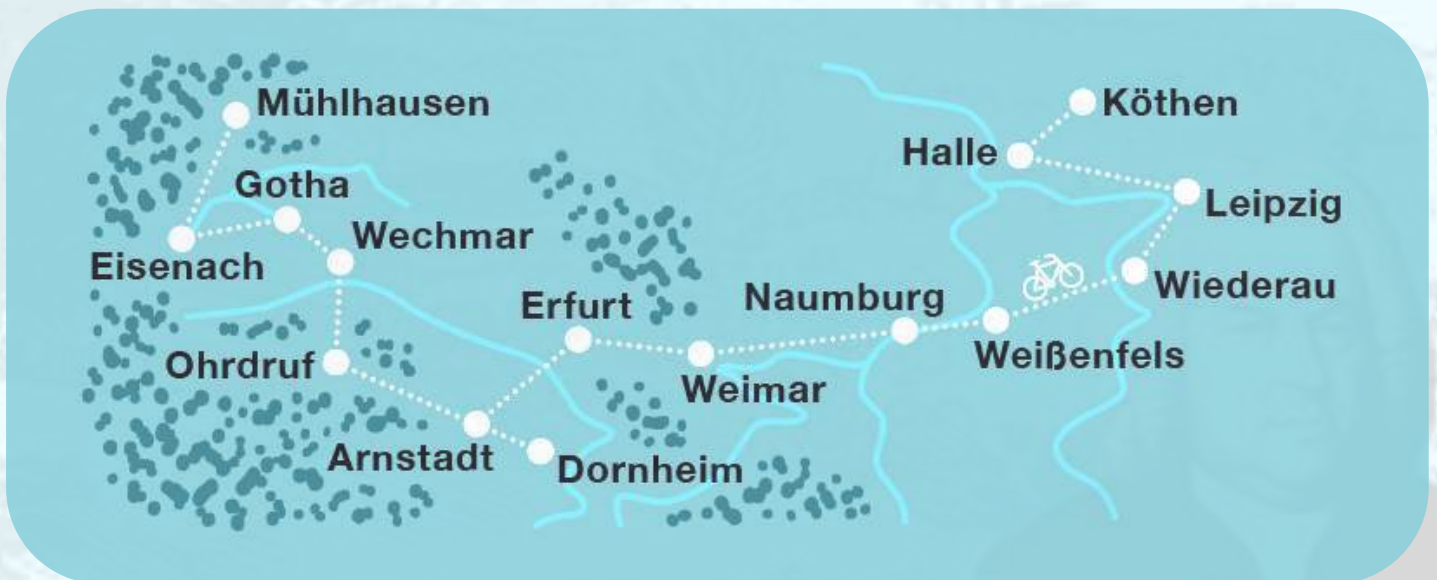 Mühlhausen
Köthen
Halle
Gotha
Leipzig
Wechmar
Eisenach
Wiederau
Erfurt
Naumburg
Ohrdruf
Weißenfels
Weimar
Arnstadt
Dornheim